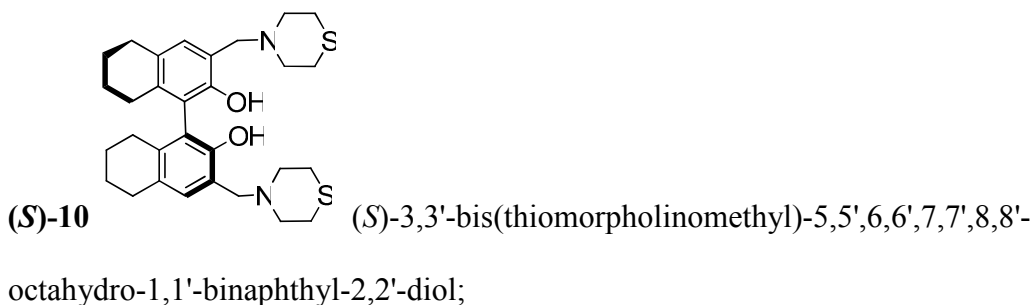 N
S
OH
OH
N
S
(S)-10 (S)-3,3'-bis(thiomorpholinomethyl)-5,5',6,6',7,7',8,8'-
octahydro-1,1'-binaphthyl-2,2'-diol;